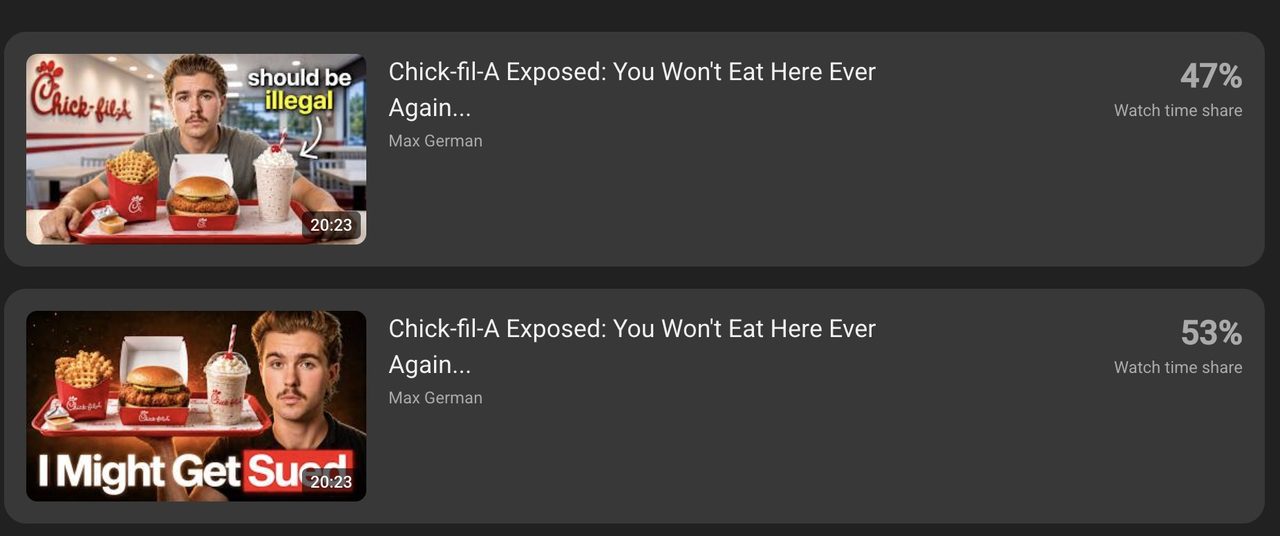 Chick-fil-A
should be
illegal
20:23
Chick-fil-A Exposed: You Won't Eat Here Ever
Again...
Max German
47%
Watch time share
I Might Get Sued
20:23
Chick-fil-A Exposed: You Won't Eat Here Ever
Again...
Max German
53%
Watch time share